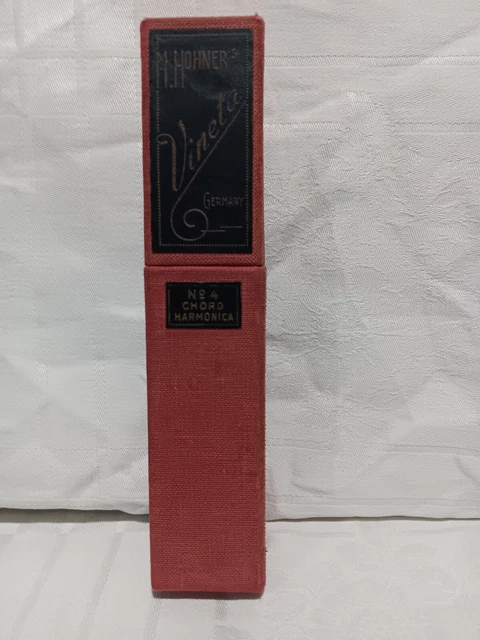 M. HOHNER'S
Vineta
GERMANY
No 4
CHORD
HARMONICA